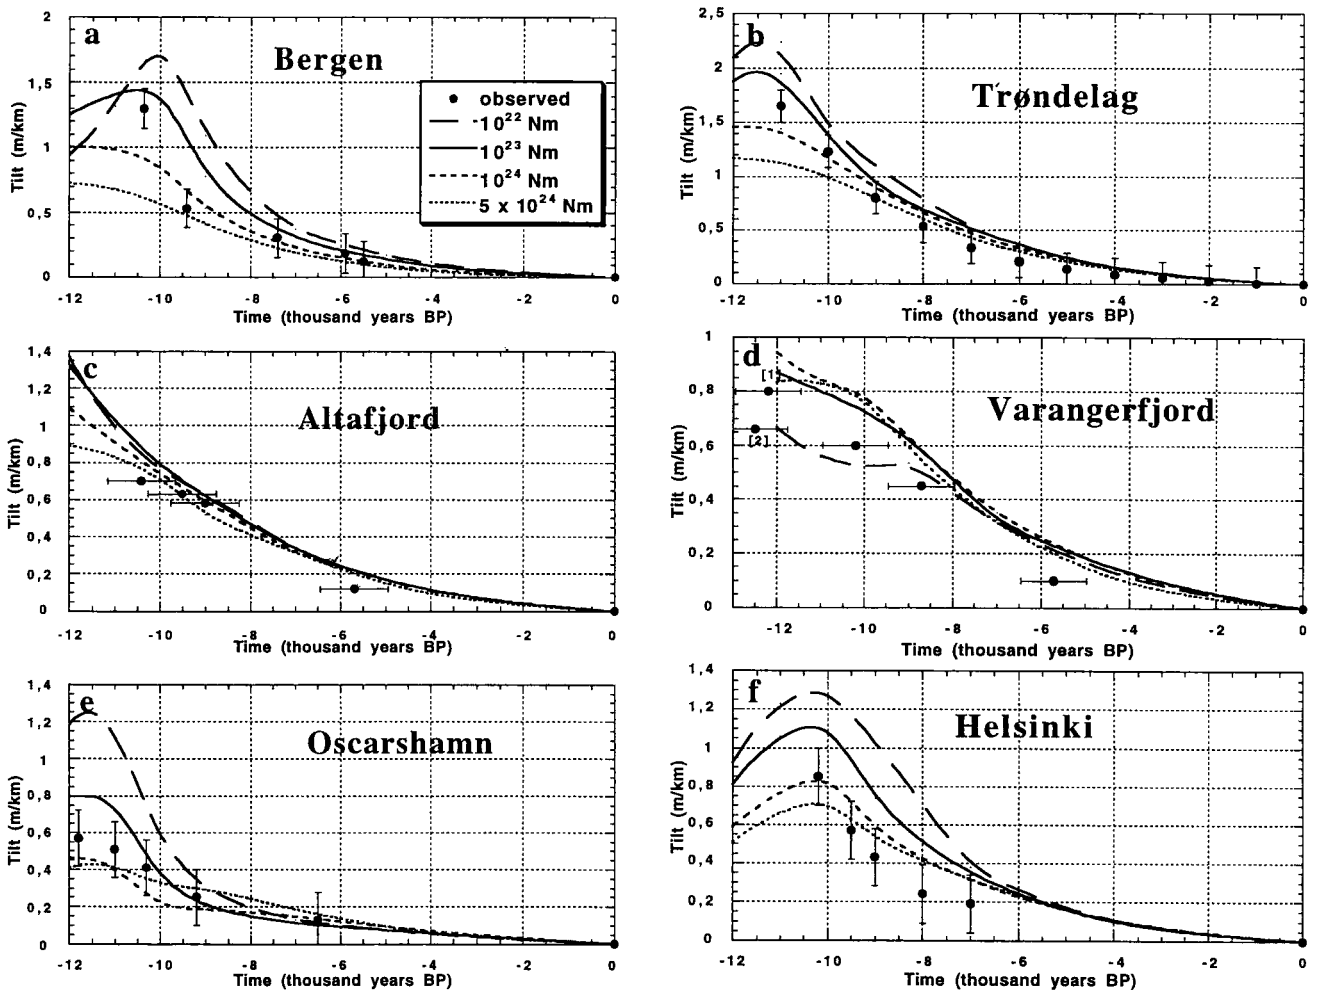 a
Bergen
2
1,5
1
0,5
0
Tilt (m/km)
observed
10²² Nm
10²³ Nm
10²⁴ Nm
5 x 10²⁴ Nm
-12 -10 -8 -6 -4 -2 0
Time (thousand years BP)
b
Trøndelag
2,5
2
1,5
1
0,5
0
Tilt (m/km)
-12 -10 -8 -6 -4 -2 0
Time (thousand years BP)
c
Altafjord
1,4
1,2
1
0,8
0,6
0,4
0,2
0
Tilt (m/km)
-12 -10 -8 -6 -4 -2 0
Time (thousand years BP)
d
Varangerfjord
[1
[2]
1
0,8
0,6
0,4
0,2
0
Tilt (m/km)
-12 -10 -8 -6 -4 -2 0
Time (thousand years BP)
e
Oscarshamn
1,4
1,2
1
0,8
0,6
0,4
0,2
0
Tilt (m/km)
-12 -10 -8 -6 -4 -2 0
Time (thousand years BP)
f
Helsinki
1,4
1,2
1
0,8
0,6
0,4
0,2
0
Tilt (m/km)
-12 -10 -8 -6 -4 -2 0
Time (thousand years BP)